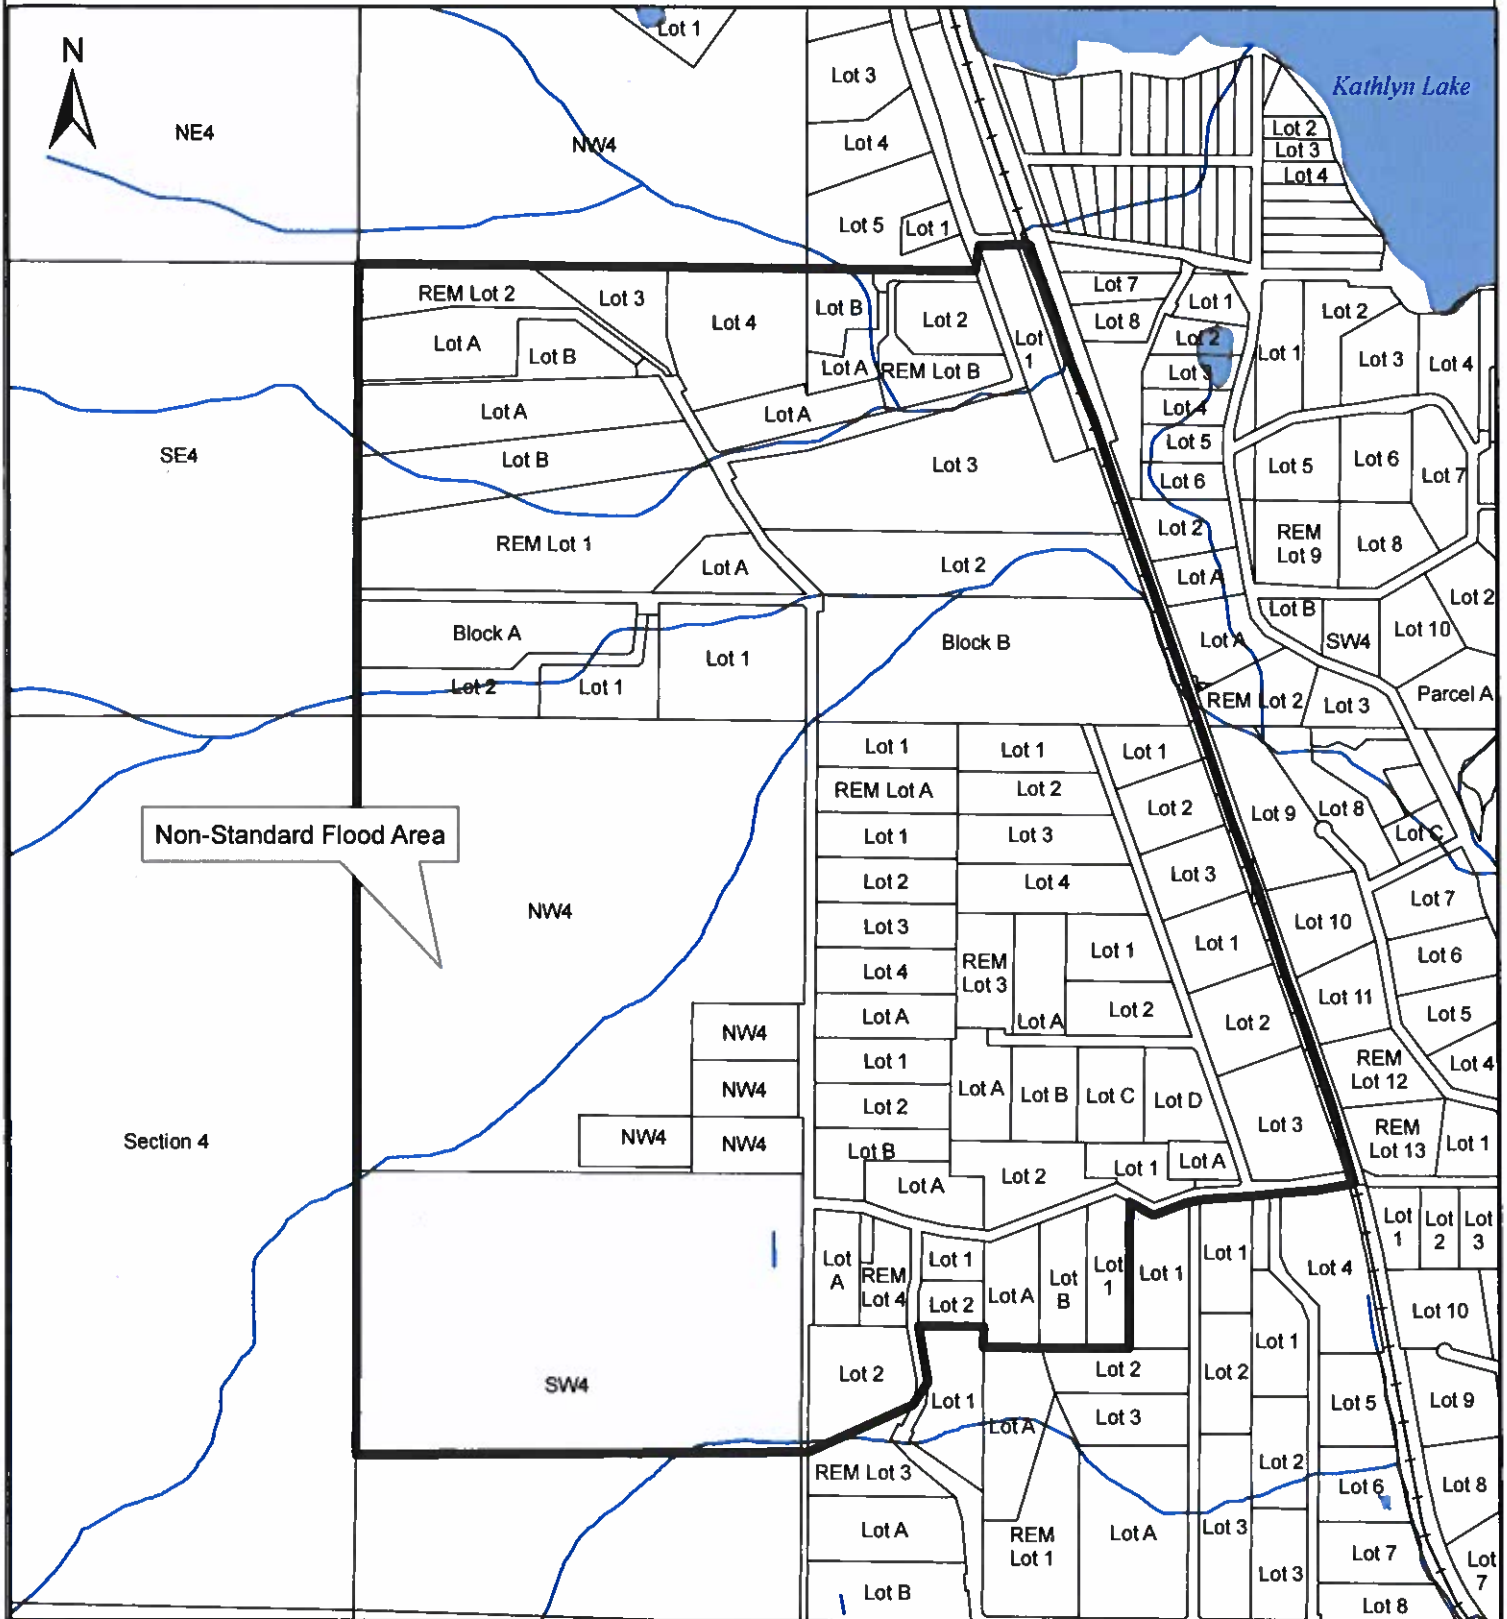 N
NE4
NW4
Lot 1
Lot 3
Lot 4
Lot 5
Lot 1
Kathlyn Lake
Lot 2
Lot 3
Lot 4
REM Lot 2
Lot 3
Lot 4
Lot B
Lot 2
Lot
1
Lot A
Lot B
Lot A
REM Lot B
Lot A
Lot A
Lot B
Lot 3
SE4
REM Lot 1
Lot A
Lot 2
Block A
Lot 1
Lot 2
Lot 1
Block B
Lot 7
Lot 8
Lot 1
Lot 2
Lot 3
Lot 4
Lot 5
Lot 6
Lot 2
Lot A
Lot A
Lot 1
Lot 2
Lot 3
Lot 4
Lot 5
Lot 6
Lot 7
REM
Lot 9
Lot 8
Lot 2
Lot B
SW4
Lot 10
REM Lot 2
Lot 3
Parcel A
Non-Standard Flood Area
NW4
Section 4
NW4
NW4
NW4
NW4
SW4
Lot 1
REM Lot A
Lot 1
Lot 2
Lot 3
Lot 4
Lot A
Lot 1
Lot 2
Lot B
Lot A
Lot 1
Lot 2
Lot 3
Lot 4
REM
Lot 3
Lot A
Lot 1
Lot 2
Lot A
Lot B
Lot C
Lot D
Lot 2
Lot 1
Lot A
Lot 1
Lot 2
Lot 3
Lot 1
Lot 2
Lot 3
Lot 9
Lot 8
Lot C
Lot 10
Lot 7
Lot 6
Lot 11
Lot 5
REM
Lot 12
Lot 4
REM
Lot 13
Lot 1
Lot
A
REM
Lot 4
Lot 1
Lot 2
Lot A
Lot
B
Lot
1
Lot 1
Lot 1
Lot 4
Lot
1
Lot
2
Lot
3
Lot 10
Lot 2
Lot 1
Lot A
Lot 2
Lot 3
Lot 2
Lot 1
Lot 5
Lot 9
REM Lot 3
Lot A
Lot B
REM
Lot 1
Lot A
Lot 3
Lot 2
Lot 3
Lot 6
Lot 8
Lot 7
Lot
7
Lot 8